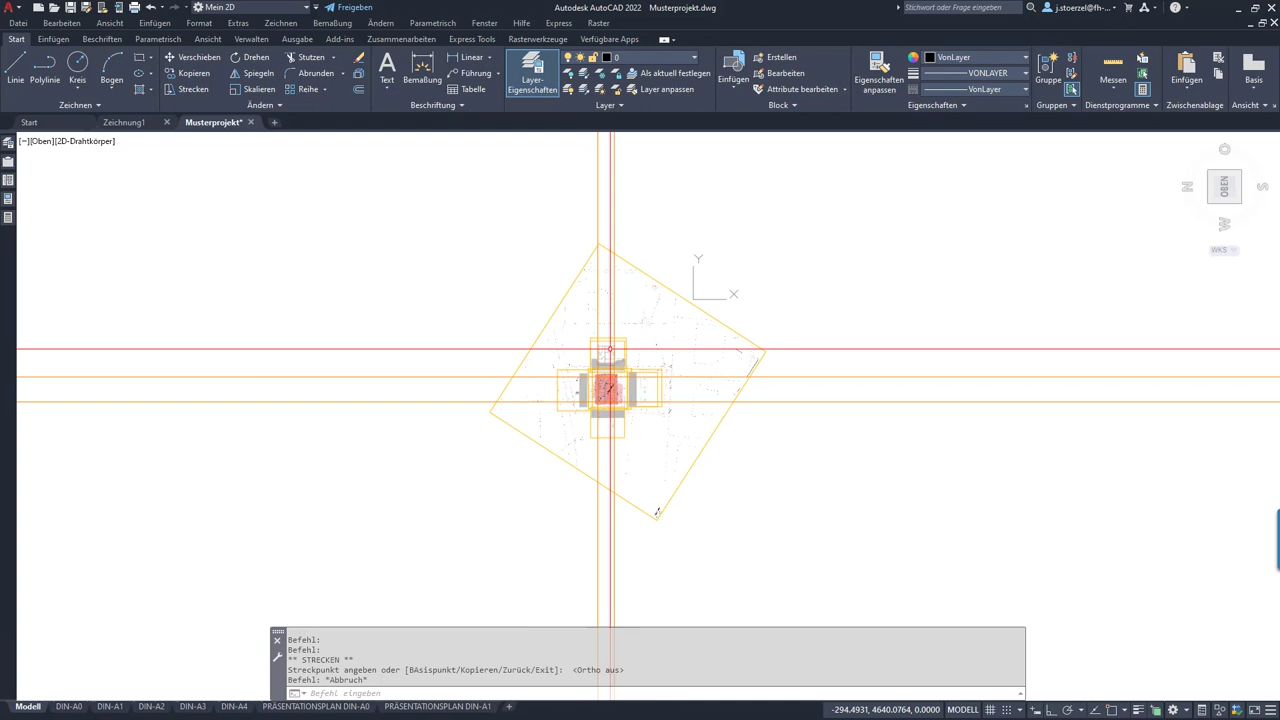 Mein 2D
Freigeben
Autodesk AutoCAD 2022
Musterprojekt.dwg
Stichwort oder Frage eingeben
j.stoerzel@fh-...
Datei
Bearbeiten
Ansicht
Einfügen
Format
Extras
Zeichnen
Bemaßung
Ändern
Parametrisch
Fenster
Hilfe
Express
Raster
Start
Einfügen
Beschriften
Parametrisch
Ansicht
Verwalten
Ausgabe
Add-ins
Zusammenarbeiten
Express Tools
Rasterwerkzeuge
Verfügbare Apps
Linie
Polylinie
Kreis
Bogen
Verschieben
Kopieren
Strecken
Drehen
Spiegeln
Skalieren
Stutzen
Abrunden
Reihe
Text
Bemaßung
Linear
Führung
Tabelle
Layer-
Eigenschaften
0
Als aktuell festlegen
Layer anpassen
Einfügen
Erstellen
Bearbeiten
Attribute bearbeiten
Eigenschaften
anpassen
VonLayer
VONLAYER
VonLayer
Gruppe
Messen
Einfügen
Basis
Zeichnen
Ändern
Beschriftung
Layer
Block
Eigenschaften
Gruppen
Dienstprogramme
Zwischenablage
Ansicht
Start
Zeichnung1
Musterprojekt*
[−][Oben][2D-Drahtkörper]
O
N
OBEN
S
W
WKS
Y
X
Befehl:
Befehl:
** STRECKEN **
Streckpunkt angeben oder [BAsispunkt/Kopieren/Zurück/Exit]: <Ortho aus>
Befehl: *Abbruch*
Befehl eingeben
Modell
DIN-A0
DIN-A1
DIN-A2
DIN-A3
DIN-A4
PRÄSENTATIONSPLAN DIN-A0
PRÄSENTATIONSPLAN DIN-A1
-294.4931, 4640.0764, 0.0000
MODELL